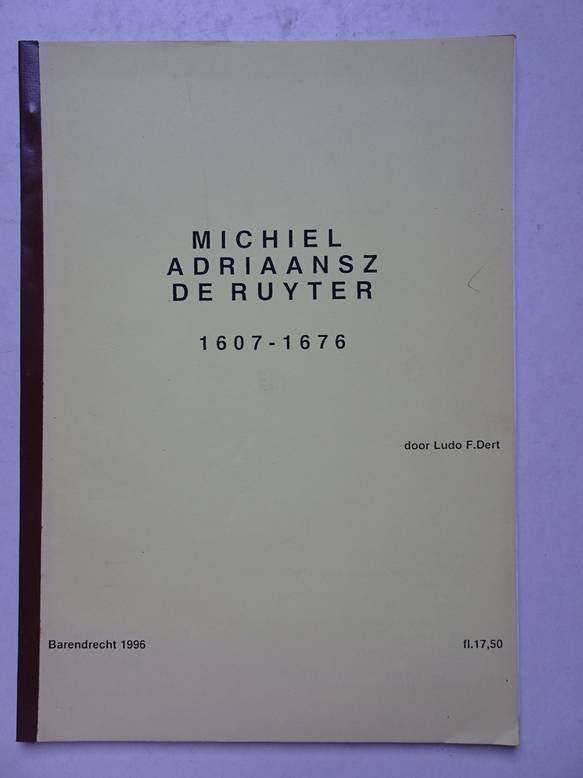 MICHIEL
ADRIAANSZ
DE RUYTER
1607-1676
door Ludo F.Dert
Barendrecht 1996
fl.17,50